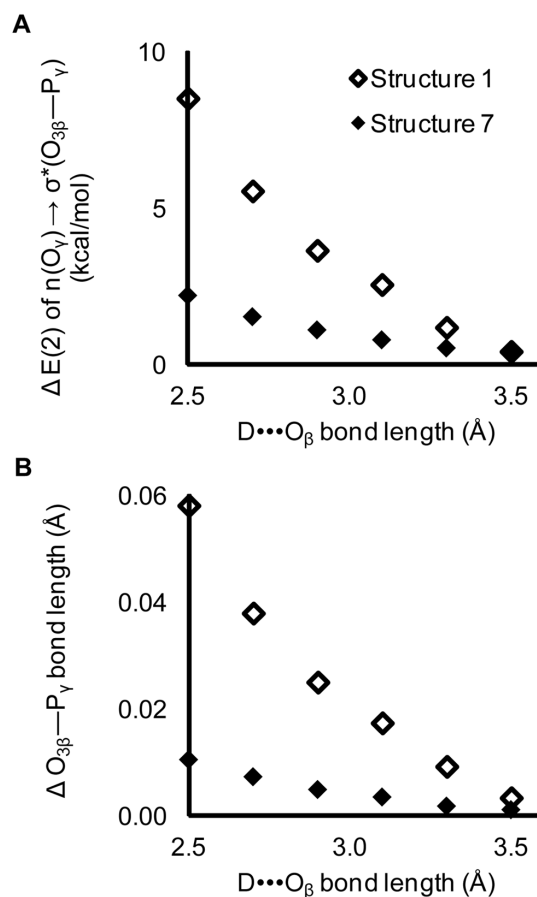 A
ΔE(2) of n(Oγ) → σ*(O3β—Pγ)
(kcal/mol)
10
5
0
Structure 1
Structure 7
2.5 3.0 3.5
D•••Oβ bond length (Å)
B
Δ O3β—Pγ bond length (Å)
0.06
0.04
0.02
0.00
2.5 3.0 3.5
D•••Oβ bond length (Å)